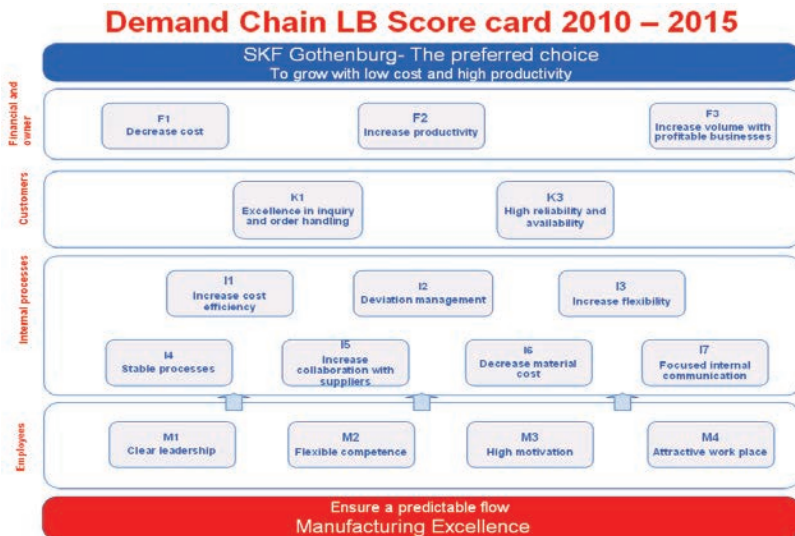 Demand Chain LB Score card 2010 – 2015
SKF Gothenburg- The preferred choice
To grow with low cost and high productivity
Financial and
owner
F1
Decrease cost
F2
Increase productivity
F3
Increase volume with
profitable businesses
Customers
K1
Excellence in inquiry
and order handling
K3
High reliability and
availability
Internal processes
I1
Increase cost
efficiency
I2
Deviation management
I3
Increase flexibility
I4
Stable processes
I5
Increase
collaboration with
suppliers
I6
Decrease material
cost
I7
Focused internal
communication
Employees
M1
Clear leadership
M2
Flexible competence
M3
High motivation
M4
Attractive work place
Ensure a predictable flow
Manufacturing Excellence